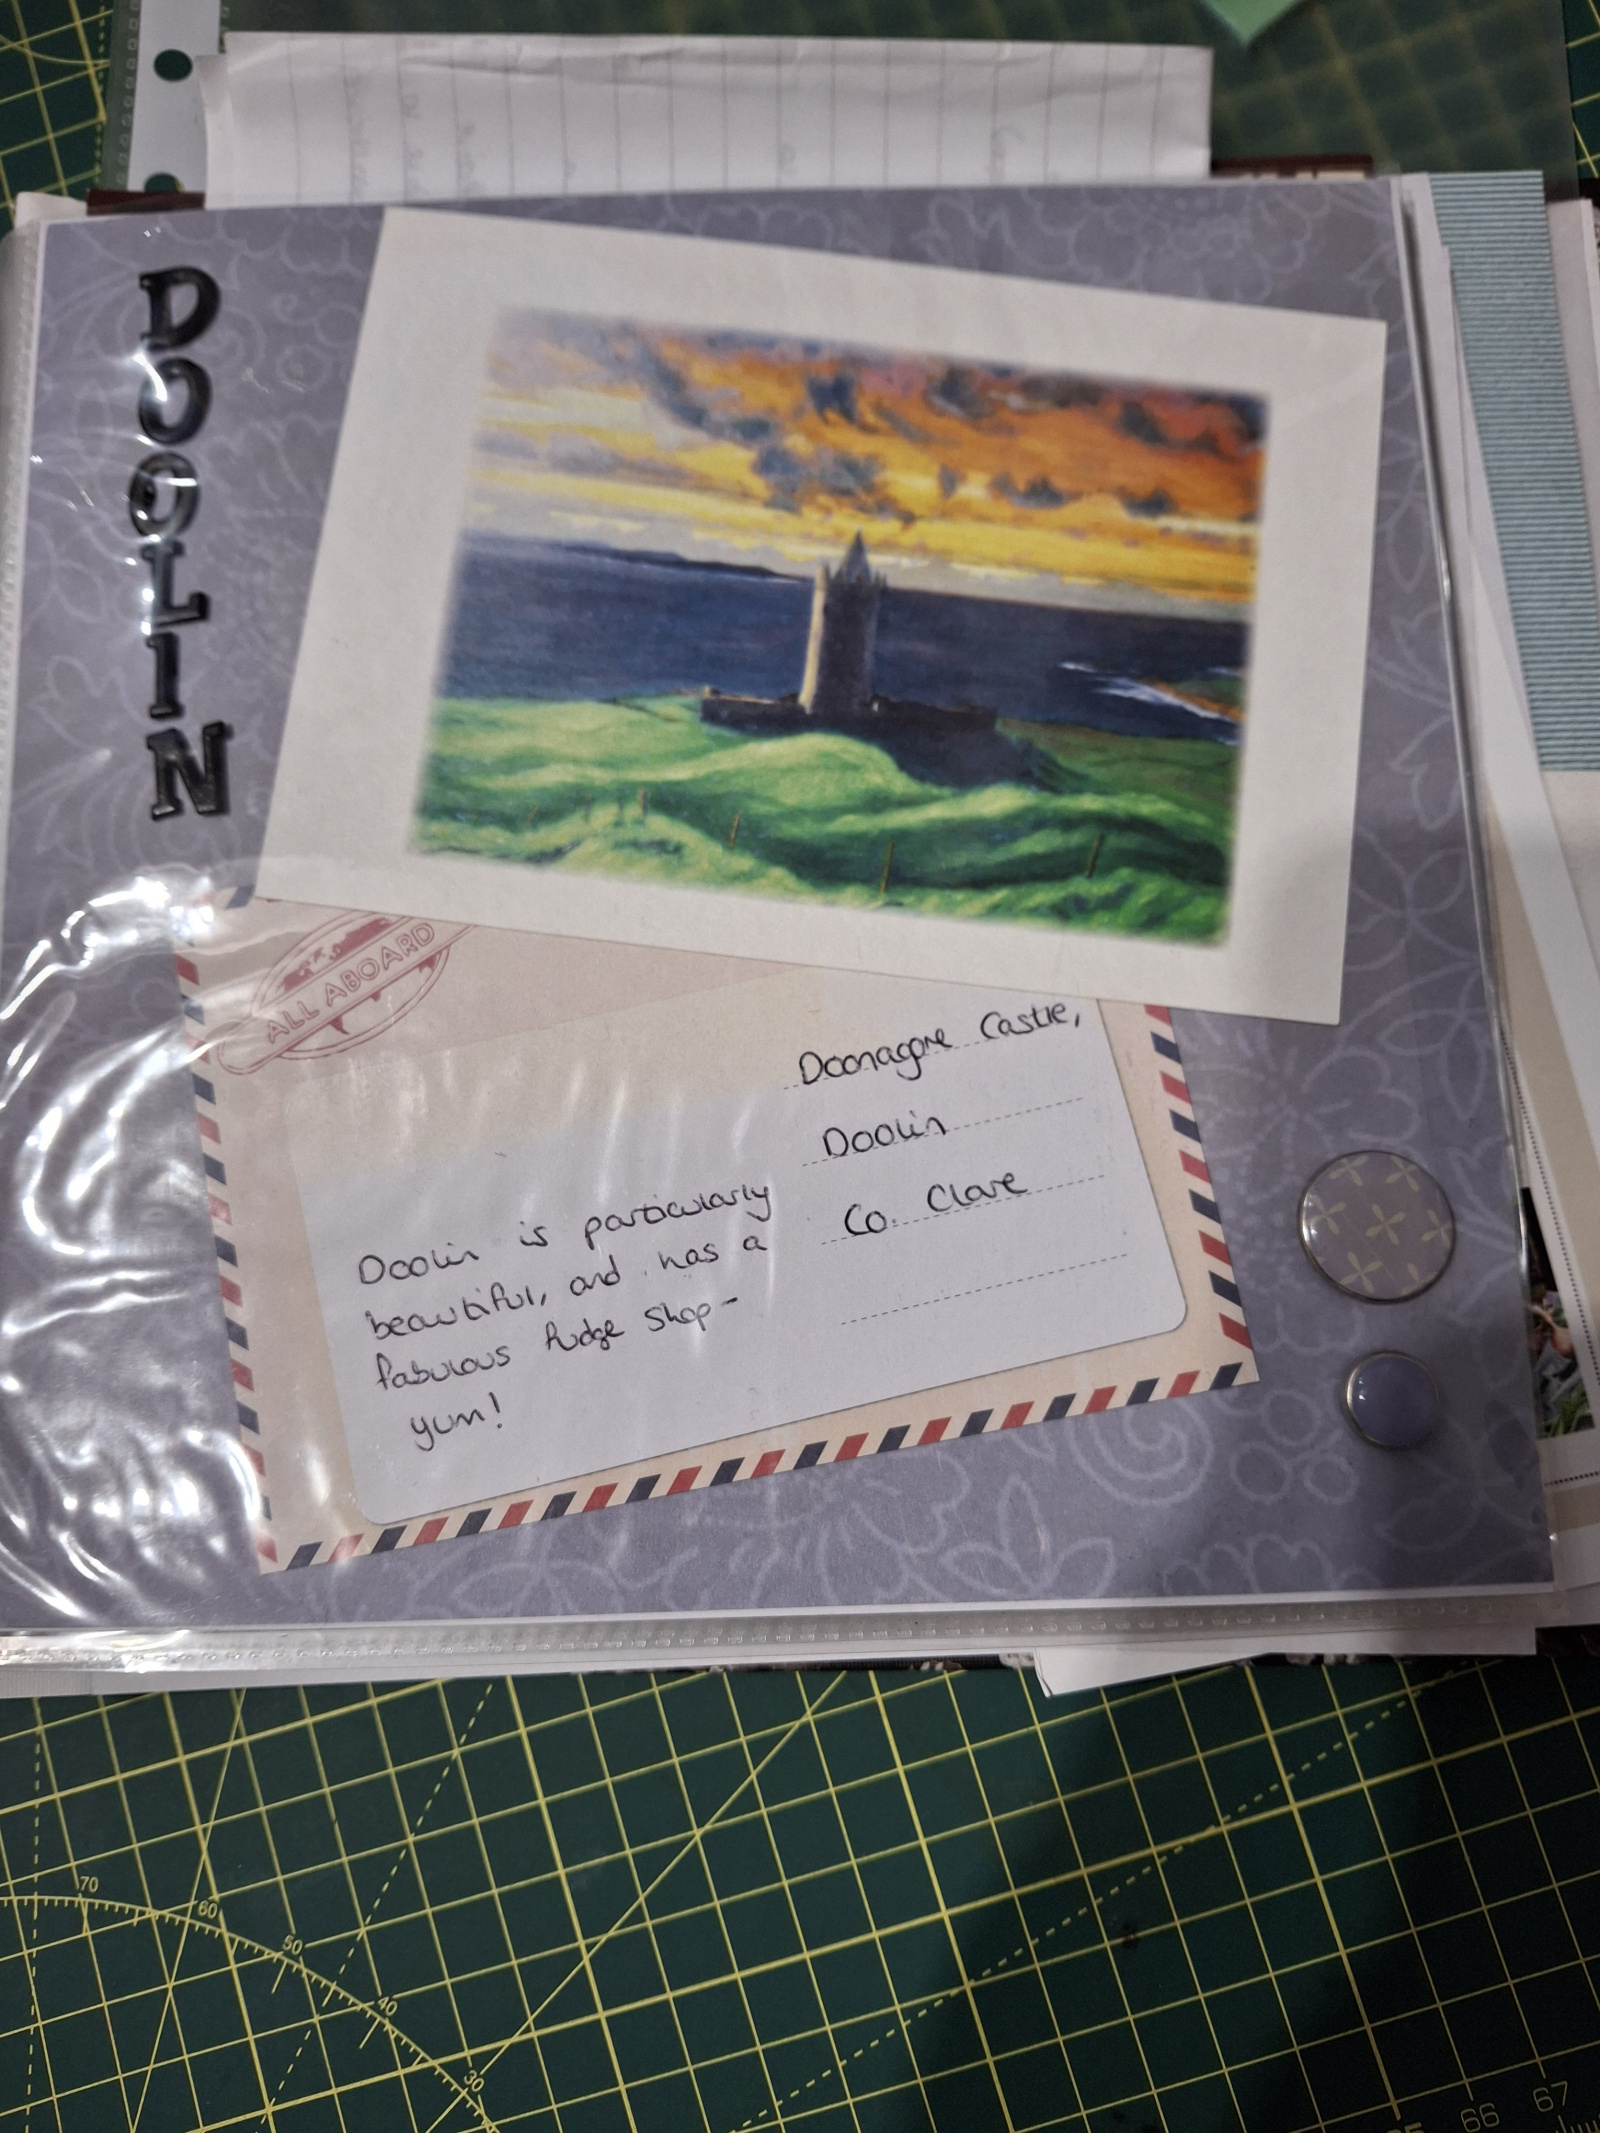 DOOLIN
ALL ABOARD
Doonagore Castle,
Doolin
Co. Clare
Doolin is particularly
beautiful, and has a
fabulous fudge shop-
yum!
70
60
50
40
30
66
67